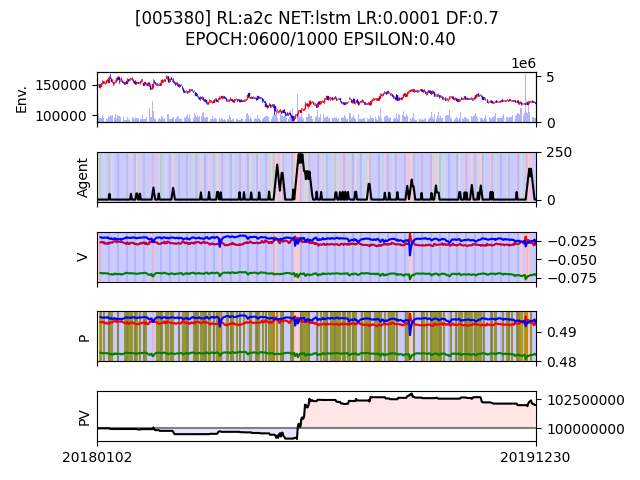 [005380] RL:a2c NET:lstm LR:0.0001 DF:0.7
EPOCH:0600/1000 EPSILON:0.40
1e6
Env.
150000
100000
5
0
Agent
250
0
V
−0.025
−0.050
−0.075
P
0.49
0.48
PV
102500000
100000000
20180102
20191230